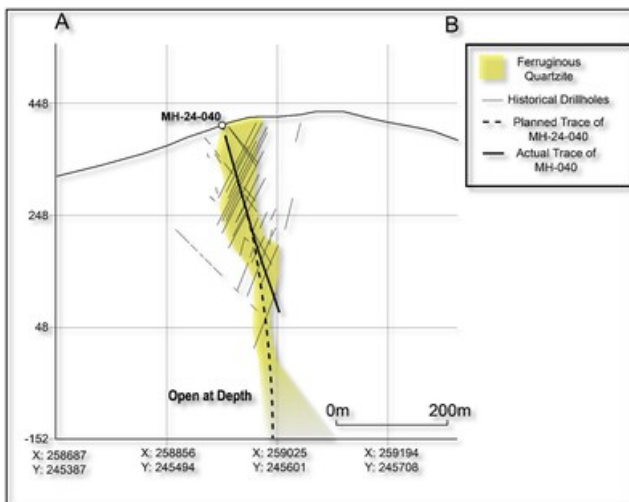 A
B
448
248
48
-152
MH-24-040
Ferruginous
Quartzite
Historical Drillholes
Planned Trace of
MH-24-040
Actual Trace of
MH-040
Open at Depth
0m
200m
X: 258687
Y: 245387
X: 258856
Y: 245494
X: 259025
Y: 245601
X: 259194
Y: 245708